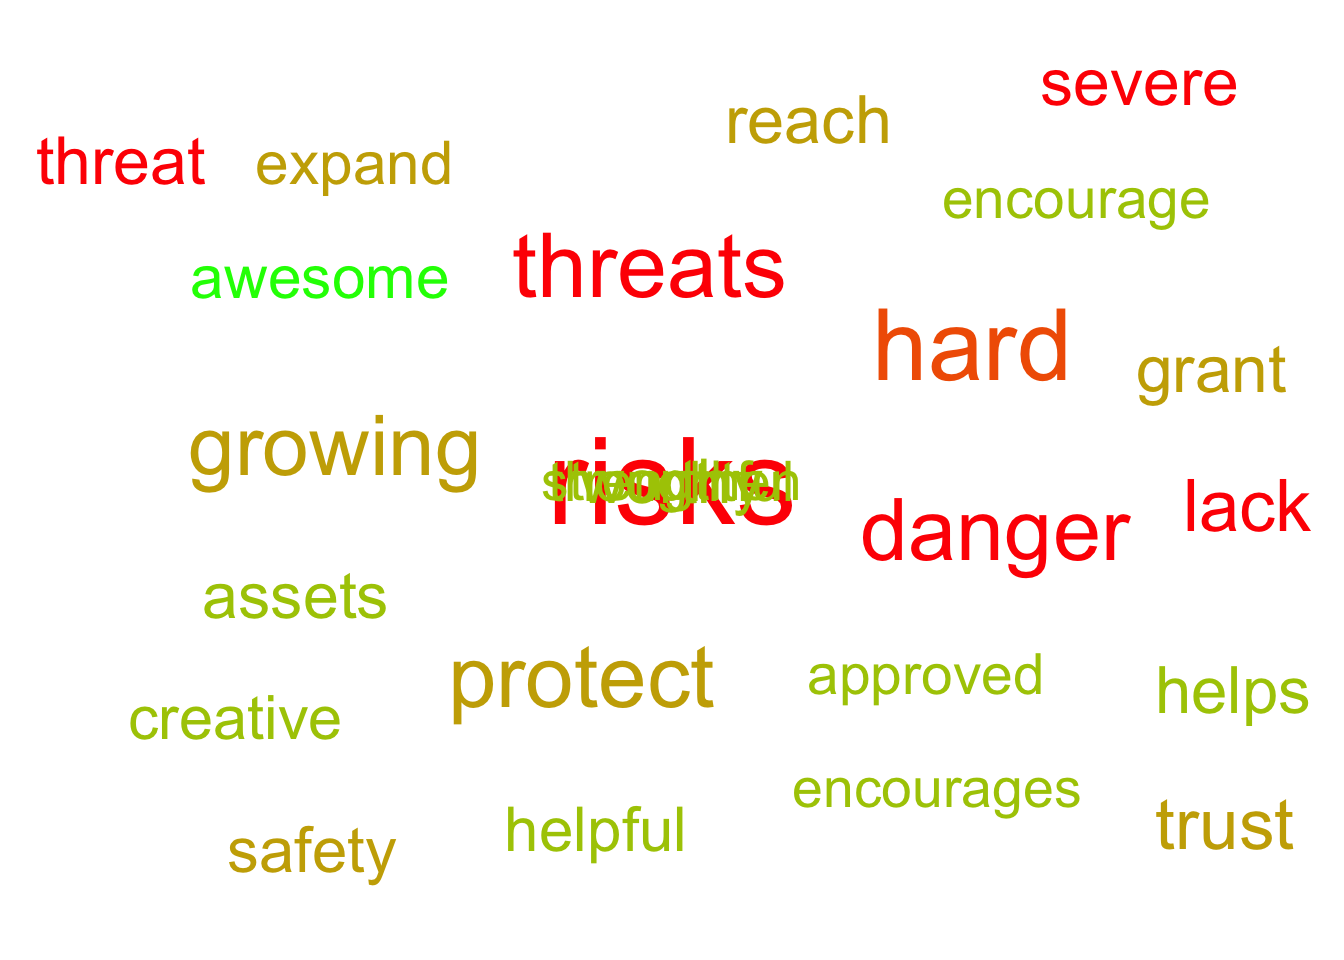 severe
reach
threat expand
encourage
threats
awesome
hard
grant
growing
risks
lack
danger
assets
protect
approved
helps
creative
encourages
trust
helpful
safety